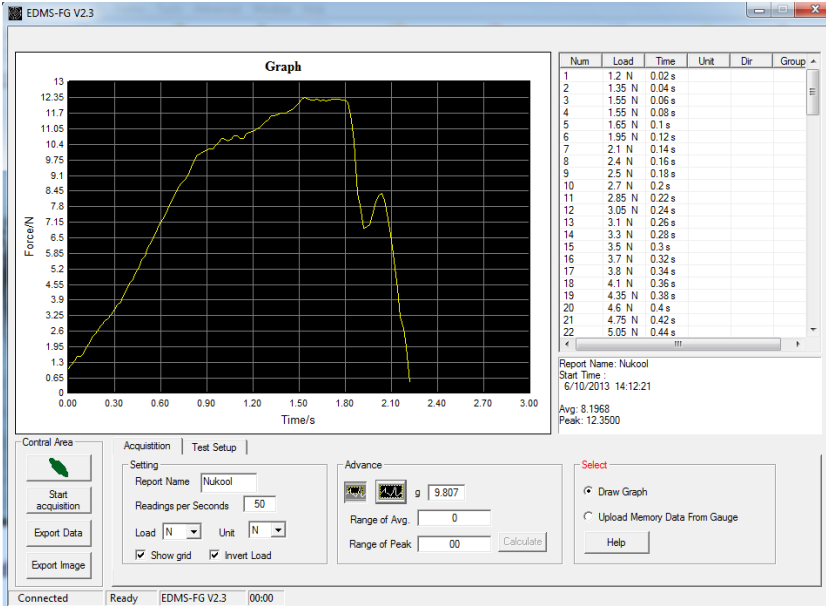 EDMS-FG V2.3
Graph
Force/N
13
12.35
11.7
11.05
10.4
9.75
9.1
8.45
7.8
7.15
6.5
5.85
5.2
4.55
3.9
3.25
2.6
1.95
1.3
0.65
0
0.00 0.30 0.60 0.90 1.20 1.50 1.80 2.10 2.40 2.70 3.00
Time/s
Num Load Time Unit Dir Group
1 1.2 N 0.02 s
2 1.35 N 0.04 s
3 1.55 N 0.06 s
4 1.55 N 0.08 s
5 1.65 N 0.1 s
6 1.95 N 0.12 s
7 2.1 N 0.14 s
8 2.4 N 0.16 s
9 2.5 N 0.18 s
10 2.7 N 0.2 s
11 2.85 N 0.22 s
12 3.05 N 0.24 s
13 3.1 N 0.26 s
14 3.3 N 0.28 s
15 3.5 N 0.3 s
16 3.7 N 0.32 s
17 3.8 N 0.34 s
18 4.1 N 0.36 s
19 4.35 N 0.38 s
20 4.6 N 0.4 s
21 4.75 N 0.42 s
22 5.05 N 0.44 s
Report Name: Nukool
Start Time :
6/10/2013 14:12:21
Avg: 8.1968
Peak: 12.3500
Contral Area
Start
acquisition
Export Data
Export Image
Acquistition Test Setup
Setting
Report Name Nukool
Readings per Seconds 50
Load N Unit N
Show grid Invert Load
Advance
g 9.807
Range of Avg. 0
Range of Peak 00 Calculate
Select
Draw Graph
Upload Memory Data From Gauge
Help
Connected Ready EDMS-FG V2.3 00:00